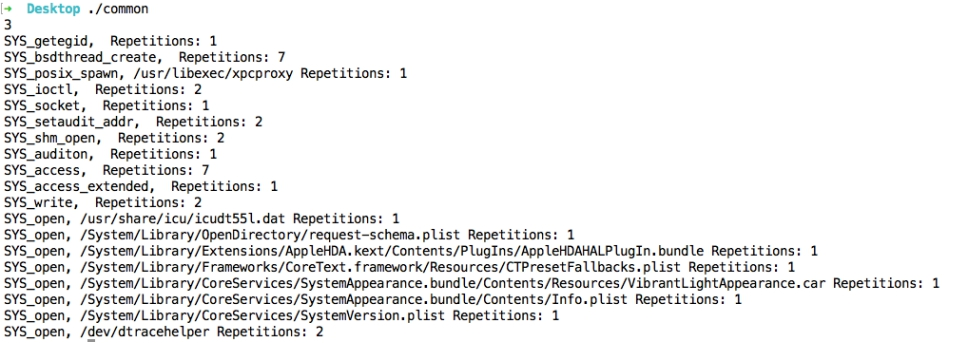 ➜ Desktop ./common
3
SYS_getegid,  Repetitions: 1
SYS_bsdthread_create,  Repetitions: 7
SYS_posix_spawn, /usr/libexec/xpcproxy Repetitions: 1
SYS_ioctl,  Repetitions: 2
SYS_socket,  Repetitions: 1
SYS_setaudit_addr,  Repetitions: 2
SYS_shm_open,  Repetitions: 2
SYS_auditon,  Repetitions: 1
SYS_access,  Repetitions: 7
SYS_access_extended,  Repetitions: 1
SYS_write,  Repetitions: 2
SYS_open, /usr/share/icu/icudt55l.dat Repetitions: 1
SYS_open, /System/Library/OpenDirectory/request-schema.plist Repetitions: 1
SYS_open, /System/Library/Extensions/AppleHDA.kext/Contents/PlugIns/AppleHDAHALPlugIn.bundle Repetitions: 1
SYS_open, /System/Library/Frameworks/CoreText.framework/Resources/CTPresetFallbacks.plist Repetitions: 1
SYS_open, /System/Library/CoreServices/SystemAppearance.bundle/Contents/Resources/VibrantLightAppearance.car Repetitions: 1
SYS_open, /System/Library/CoreServices/SystemAppearance.bundle/Contents/Info.plist Repetitions: 1
SYS_open, /System/Library/CoreServices/SystemVersion.plist Repetitions: 1
SYS_open, /dev/dtracehelper Repetitions: 2